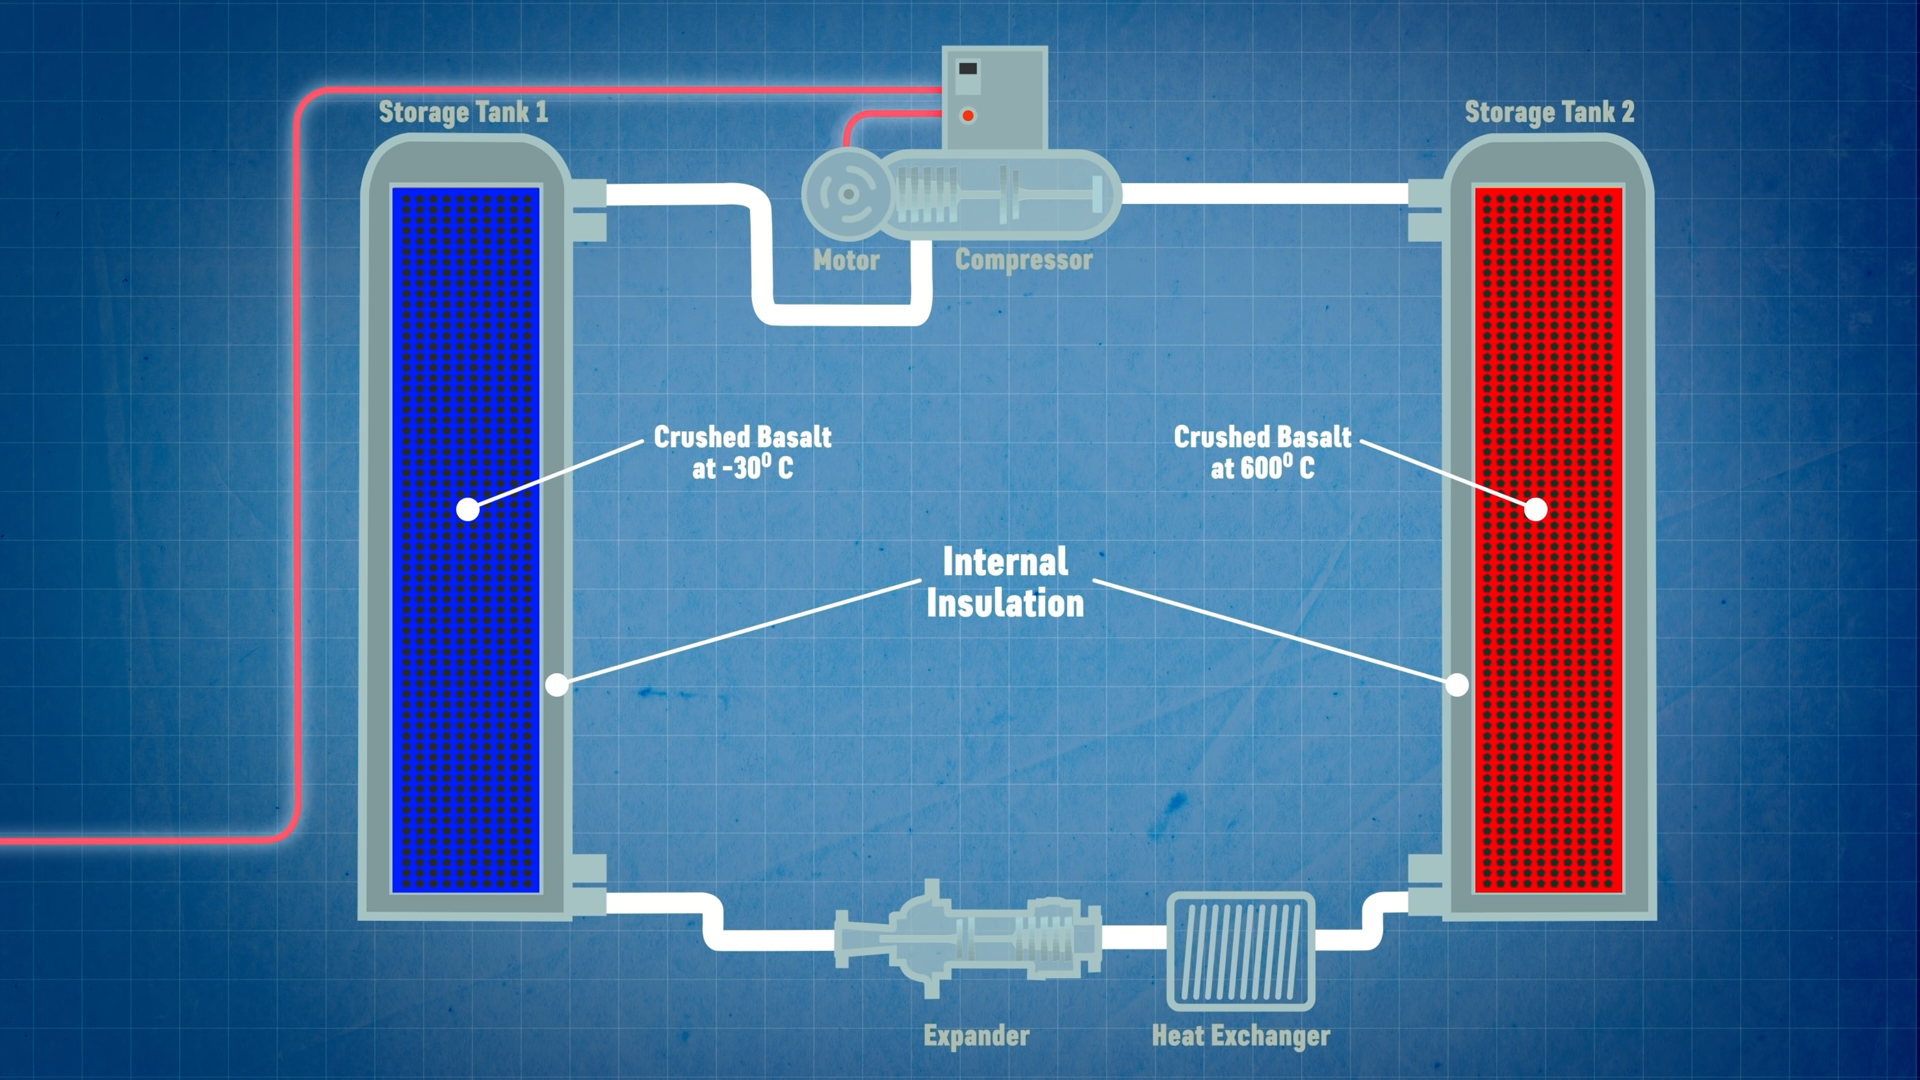 Storage Tank 1
Storage Tank 2
Motor
Compressor
Crushed Basalt
at -30⁰ C
Crushed Basalt
at 600⁰ C
Internal
Insulation
Expander
Heat Exchanger